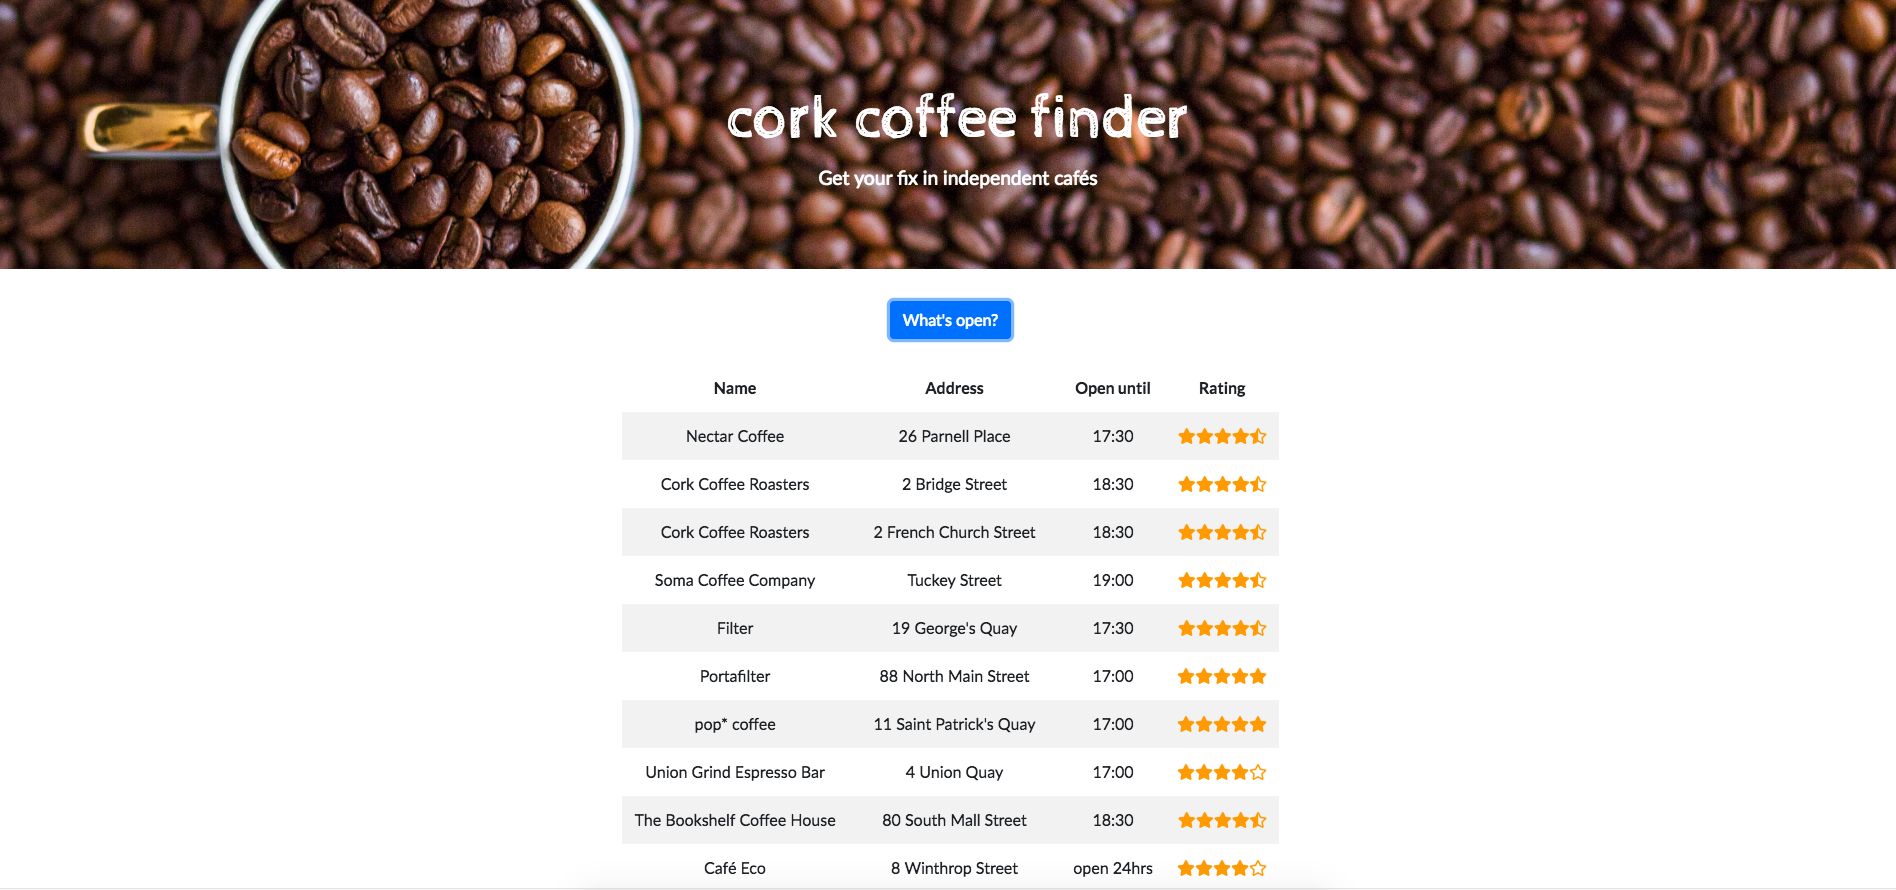 cork coffee finder
Get your fix in independent cafés
What's open?
Name Address Open until Rating
Nectar Coffee 26 Parnell Place 17:30
Cork Coffee Roasters 2 Bridge Street 18:30
Cork Coffee Roasters 2 French Church Street 18:30
Soma Coffee Company Tuckey Street 19:00
Filter 19 George's Quay 17:30
Portafilter 88 North Main Street 17:00
pop* coffee 11 Saint Patrick's Quay 17:00
Union Grind Espresso Bar 4 Union Quay 17:00
The Bookshelf Coffee House 80 South Mall Street 18:30
Café Eco 8 Winthrop Street open 24hrs